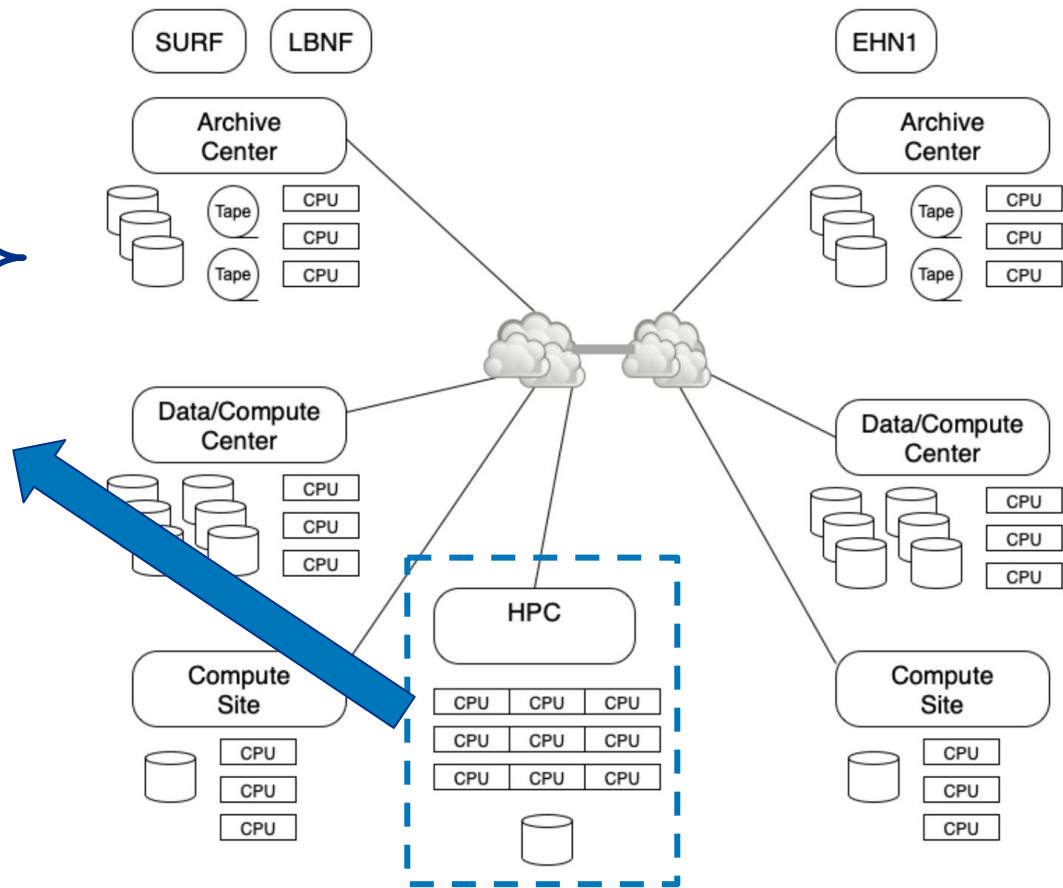 SURF
LBNF
EHN1
Archive
Center
Tape
CPU
CPU
Tape
CPU
Archive
Center
Tape
CPU
CPU
Tape
CPU
Data/Compute
Center
CPU
CPU
CPU
Data/Compute
Center
CPU
CPU
CPU
Compute
Site
CPU
CPU
CPU
HPC
CPU CPU CPU
CPU CPU CPU
CPU CPU CPU
Compute
Site
CPU
CPU
CPU